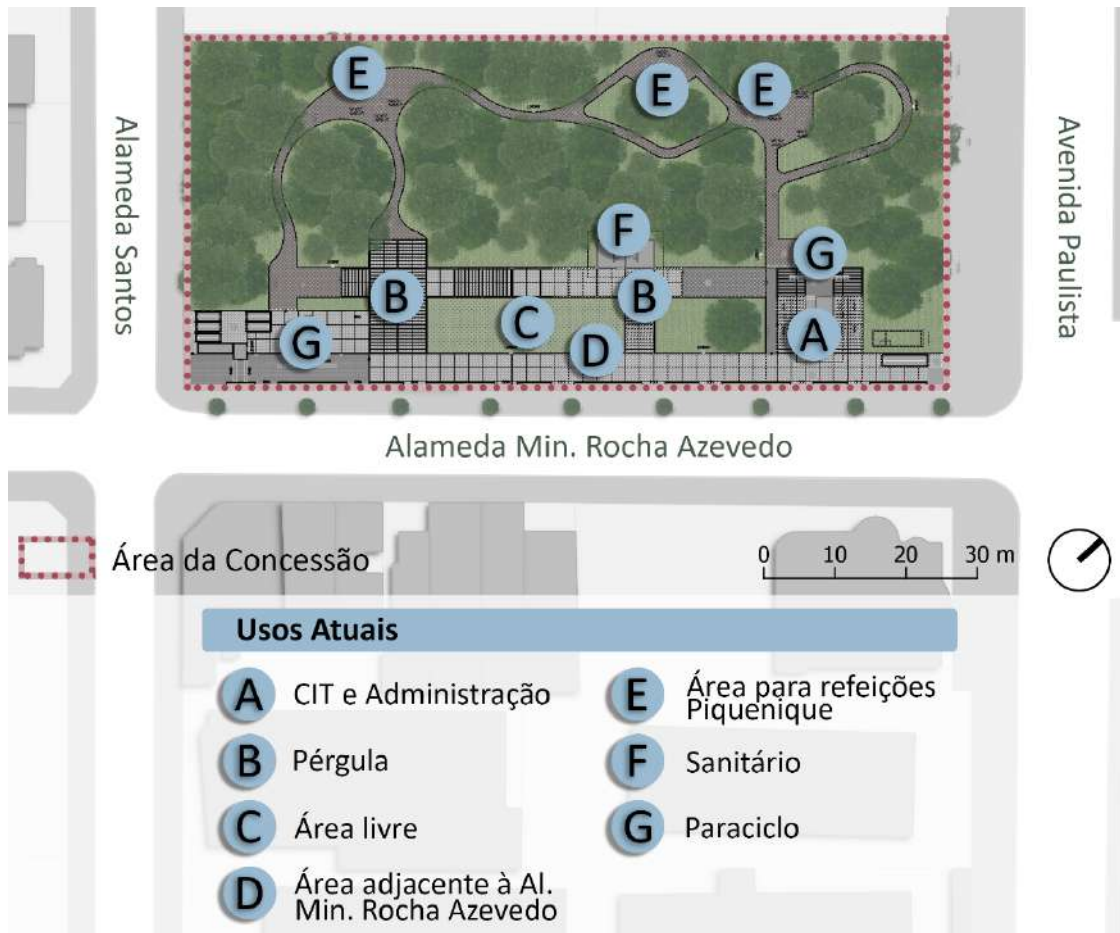 E
E
E
Alameda Santos
Avenida Paulista
F
G
B
B
C
G
D
A
Alameda Min. Rocha Azevedo
Área da Concessão
0 10 20 30 m
Usos Atuais
A CIT e Administração
B Pérgula
C Área livre
D Área adjacente à Al.
Min. Rocha Azevedo
E Área para refeições
Piquenique
F Sanitário
G Paraciclo